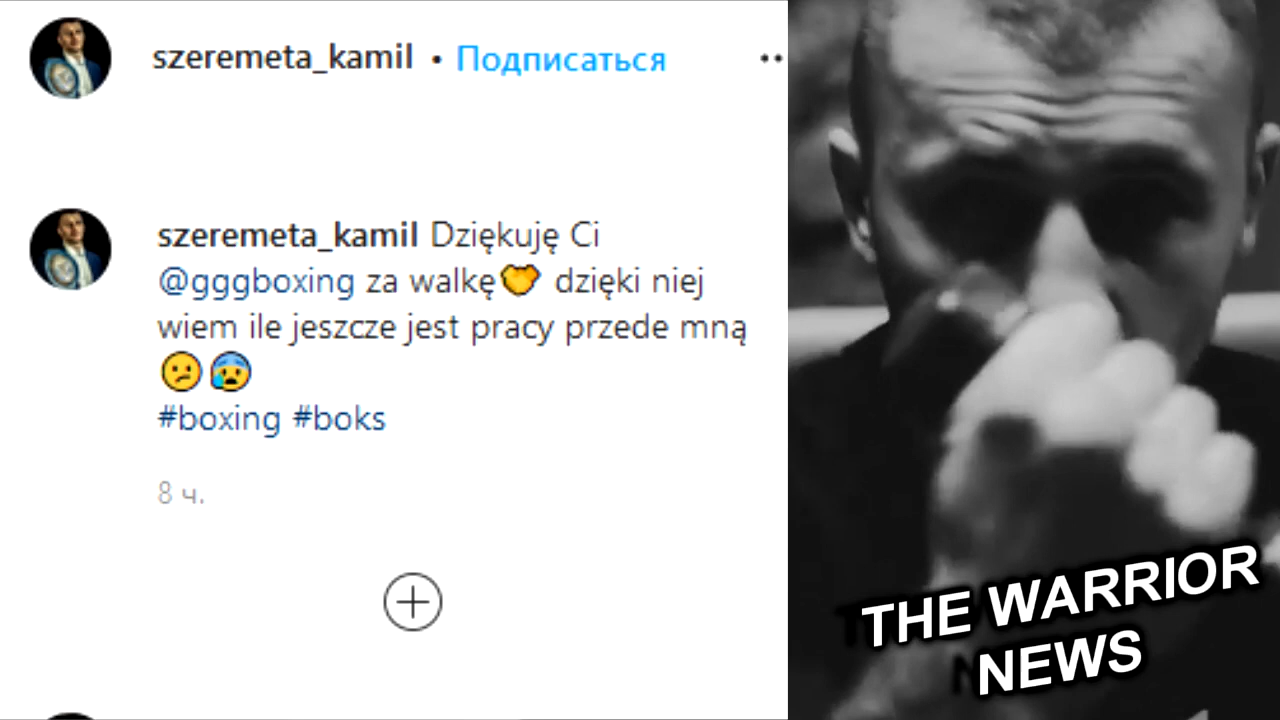 szeremeta_kamil • Подписаться ••
szeremeta_kamil Dziękuję Ci
@gggboxing za walkę💛 dzięki niej
wiem ile jeszcze jest pracy przede mną
😕😰
#boxing #boks
8 ч.
THE WARRIOR
NEWS